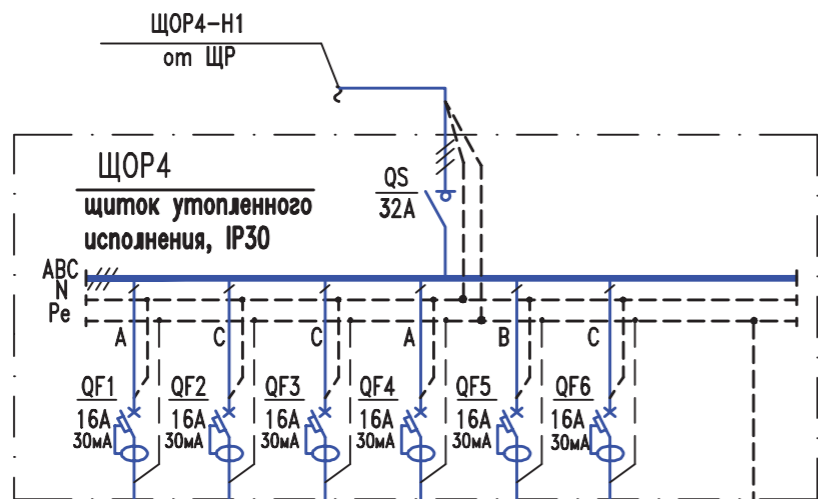 ЩОР4-Н1
от ЩР
ЩОР4
щиток утопленного
исполнения, IP30
QS
32А
ABC
N
Pe
А С С А В С
QF1 QF2 QF3 QF4 QF5 QF6
16А 16А 16А 16А 16А 16А
30мА 30мА 30мА 30мА 30мА 30мА